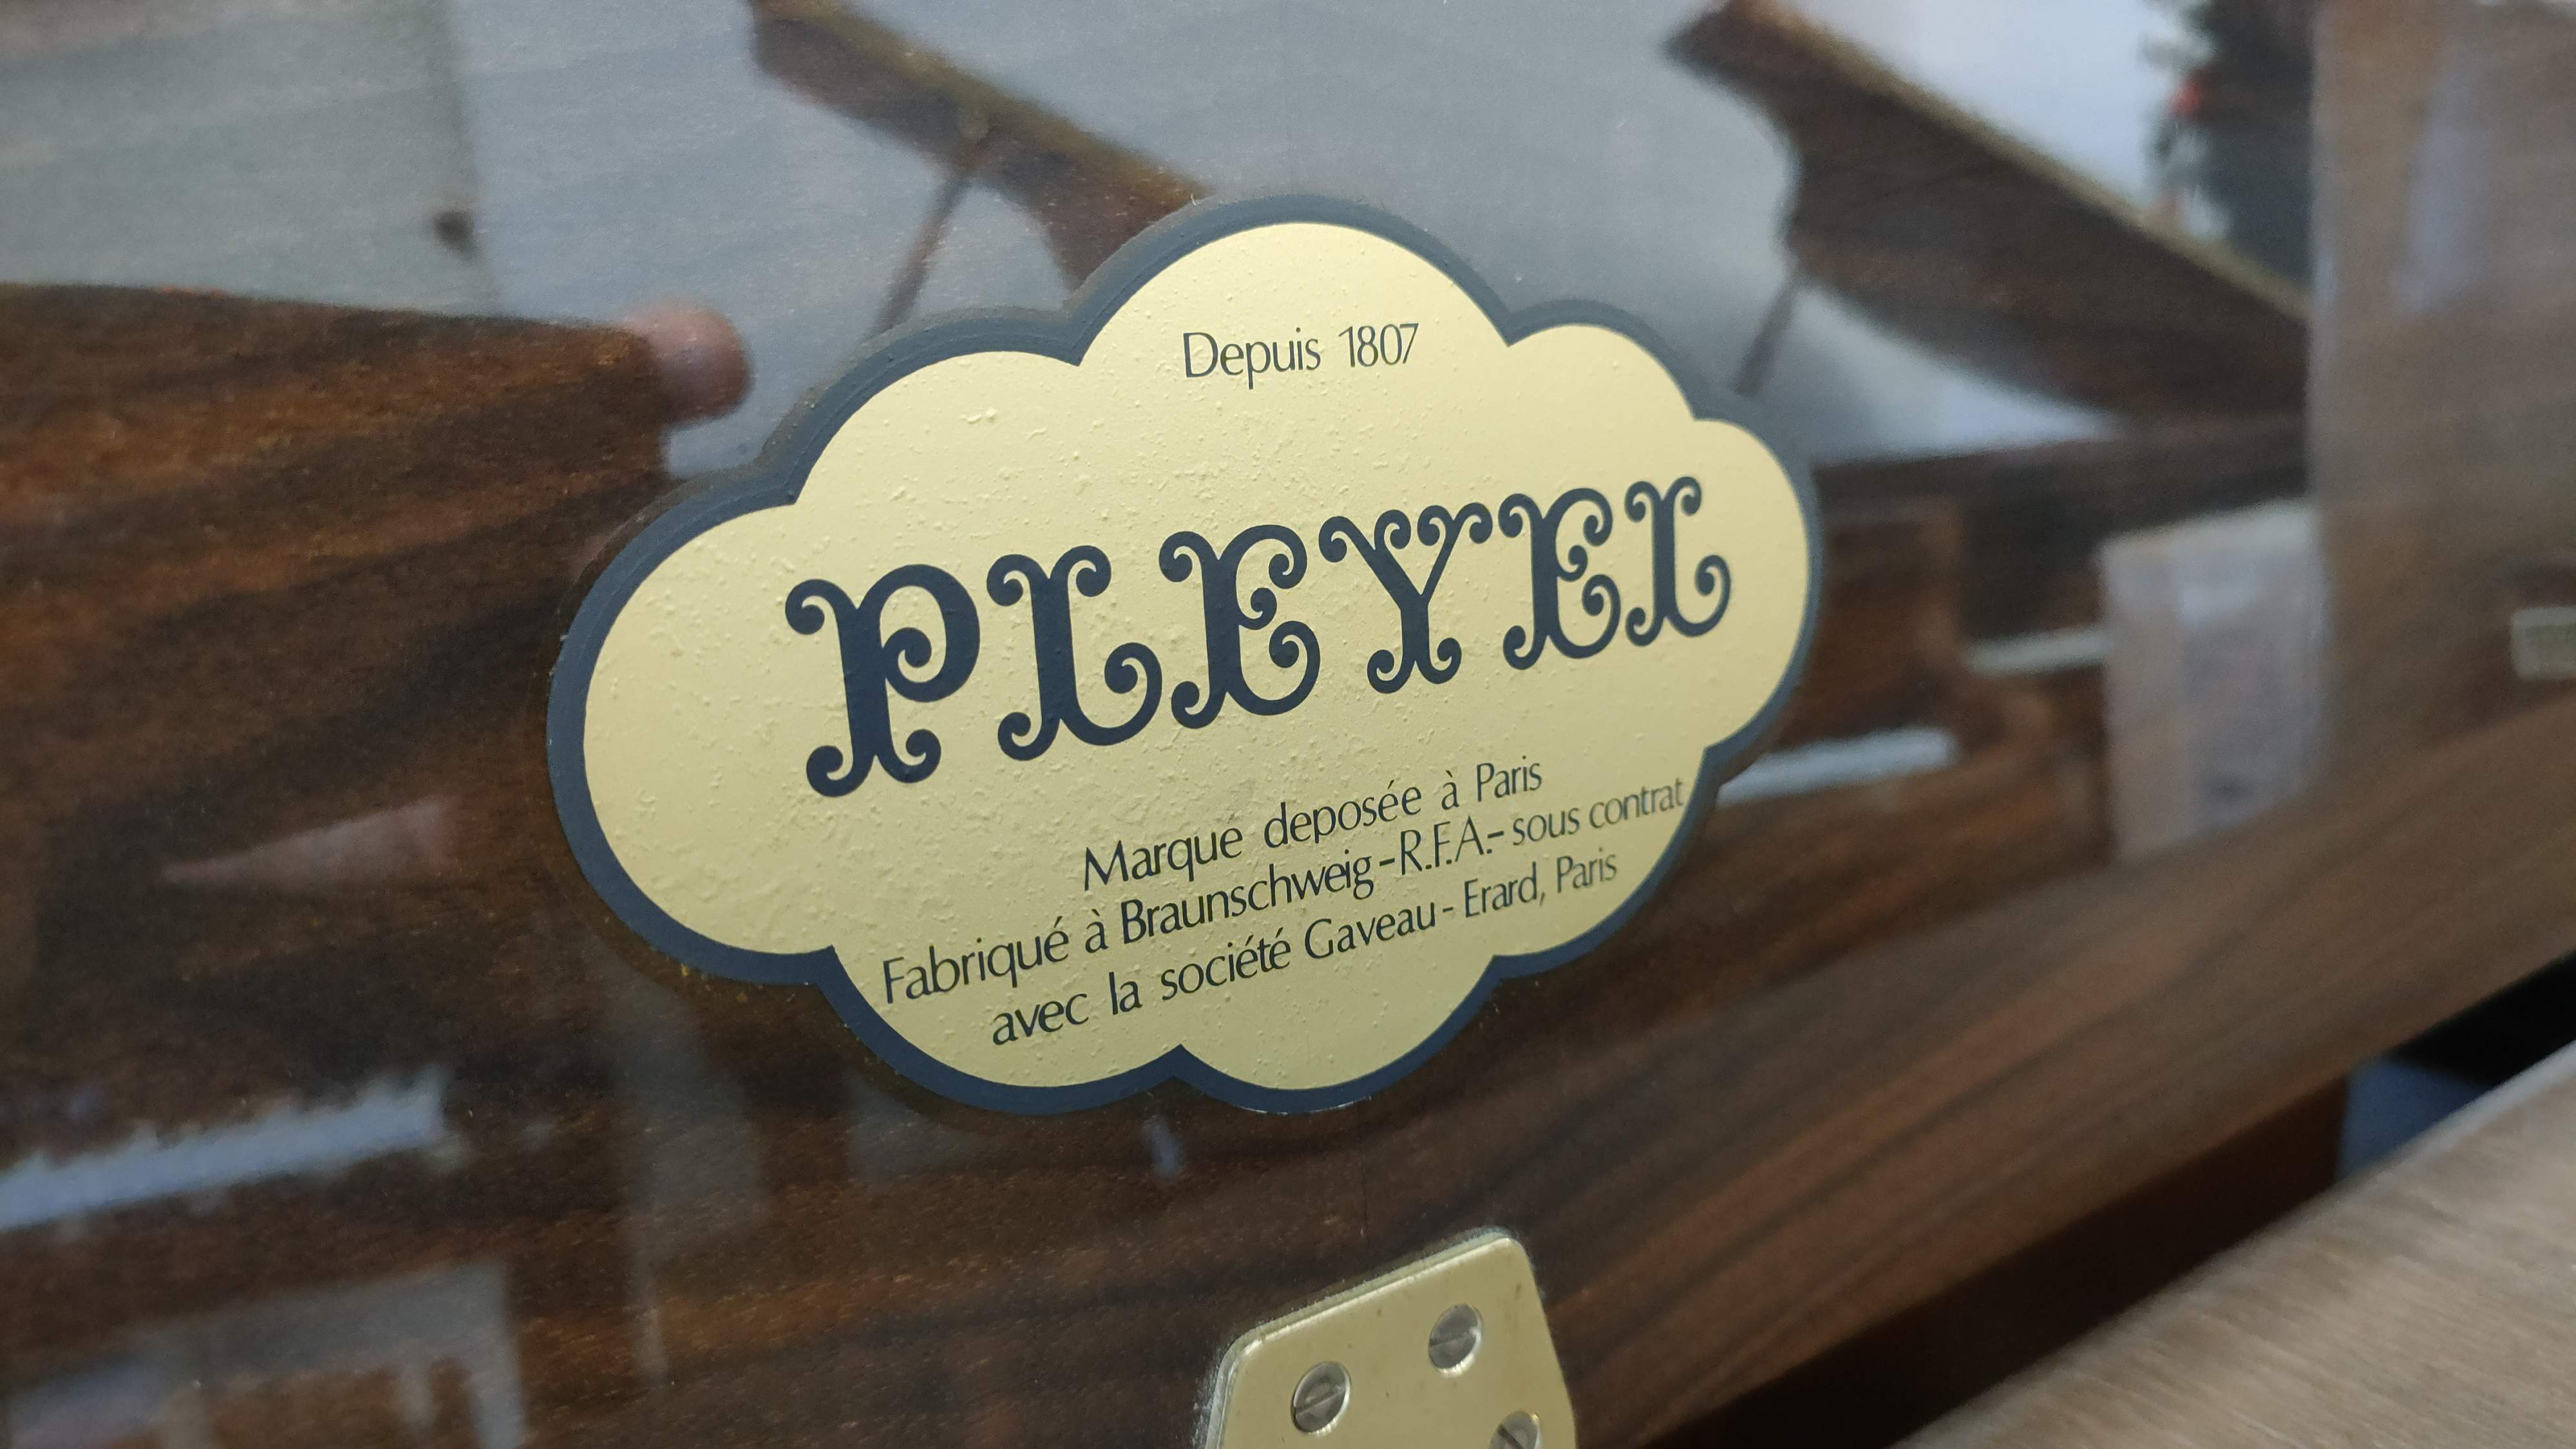 Depuis 1807
PLEYEL
Marque deposée à Paris
Fabriqué à Braunschweig-R.F.A.- sous contrat
avec la société Gaveau - Erard, Paris